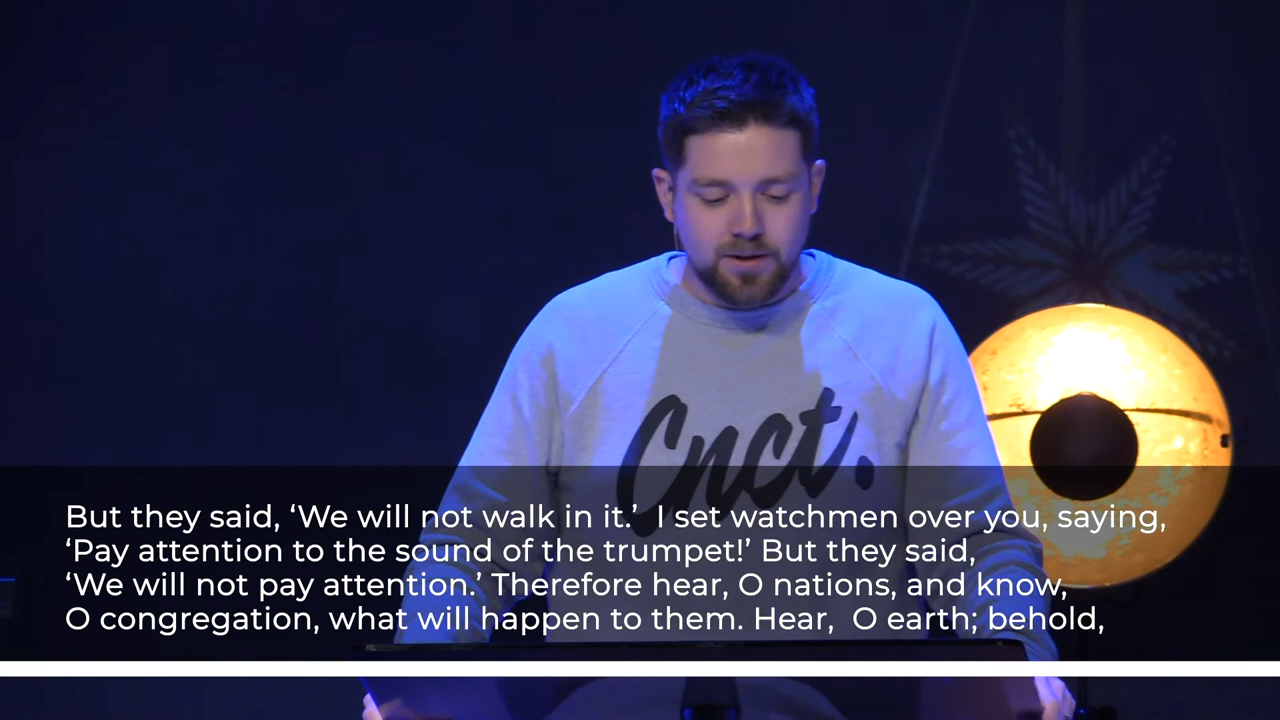 Cnct.
But they said, ‘We will not walk in it.’  I set watchmen over you, saying,
‘Pay attention to the sound of the trumpet!’ But they said,
‘We will not pay attention.’ Therefore hear, O nations, and know,
O congregation, what will happen to them. Hear,  O earth; behold,